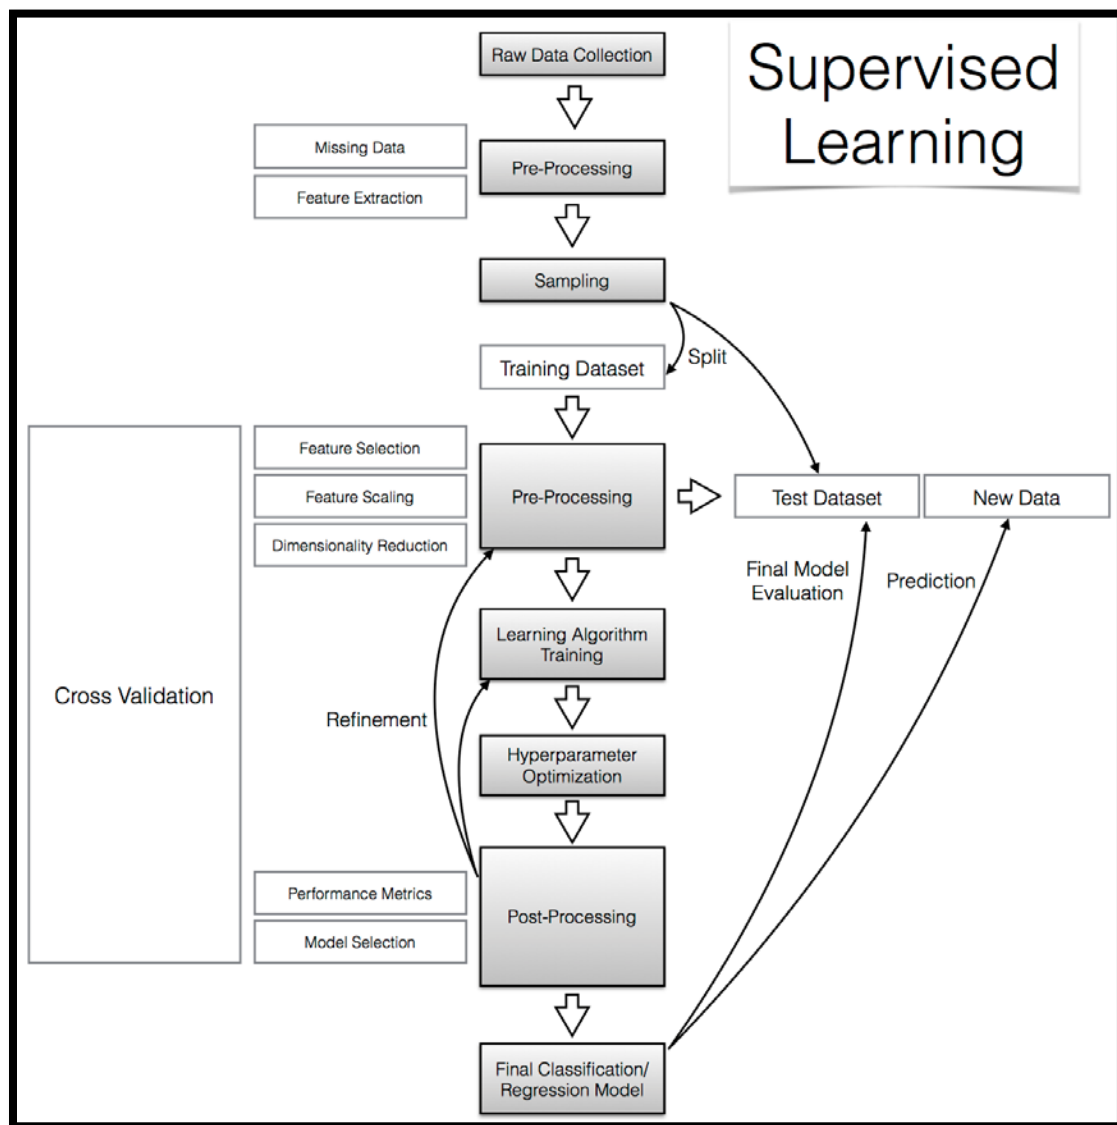 Supervised
Learning
Raw Data Collection
Missing Data
Pre-Processing
Feature Extraction
Sampling
Split
Training Dataset
Feature Selection
Feature Scaling
Pre-Processing
Test Dataset
New Data
Dimensionality Reduction
Final Model
Evaluation
Prediction
Learning Algorithm
Training
Cross Validation
Refinement
Hyperparameter
Optimization
Performance Metrics
Post-Processing
Model Selection
Final Classification/
Regression Model